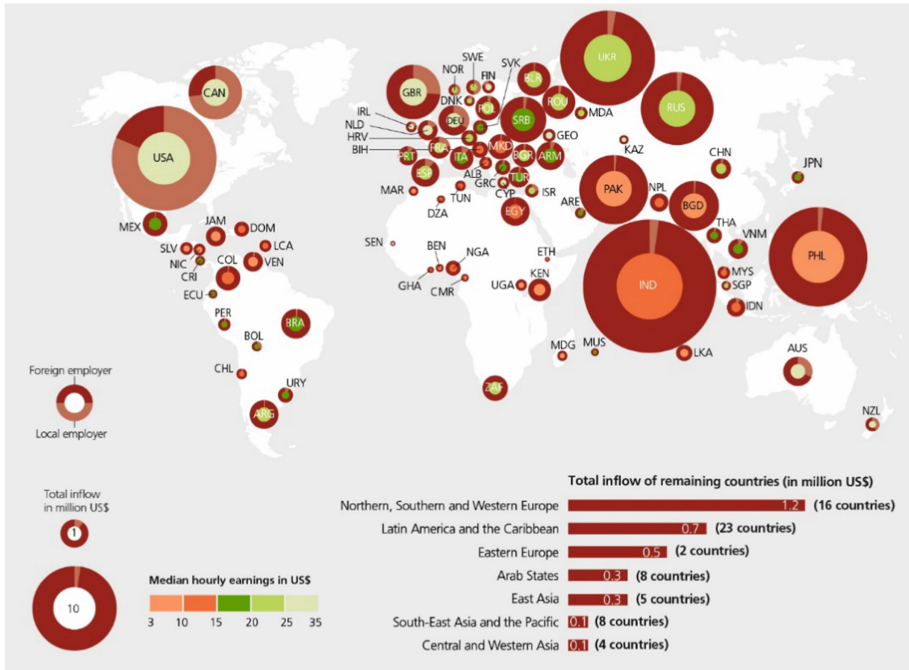 SWE
SVK
NOR
FIN
UKR
BLR
CAN
GBR
DNK
POL
ROU
RUS
IRL
DEU
SRB
MDA
NLD
HRV
GEO
USA
BIH
PRT
FRA
ITA
MKD
BGR
ARM
KAZ
CHN
JPN
ESP
ALB
GRC
TUR
CYP
ISR
PAK
NPL
BGD
MAR
TUN
DZA
EGY
ARE
THA
VNM
PHL
MEX
JAM
DOM
SLV
LCA
NIC
COL
VEN
CRI
ECU
SEN
BEN
NGA
ETH
GHA
CMR
UGA
KEN
IND
MYS
SGP
IDN
PER
BRA
BOL
MDG
MUS
LKA
AUS
CHL
URY
ARG
ZAF
NZL
Foreign employer
Local employer
Total inflow
in million US$
1
10
Median hourly earnings in US$
3 10 15 20 25 35
Total inflow of remaining countries (in million US$)
Northern, Southern and Western Europe 1.2 (16 countries)
Latin America and the Caribbean 0.7 (23 countries)
Eastern Europe 0.5 (2 countries)
Arab States 0.3 (8 countries)
East Asia 0.3 (5 countries)
South-East Asia and the Pacific 0.1 (8 countries)
Central and Western Asia 0.1 (4 countries)